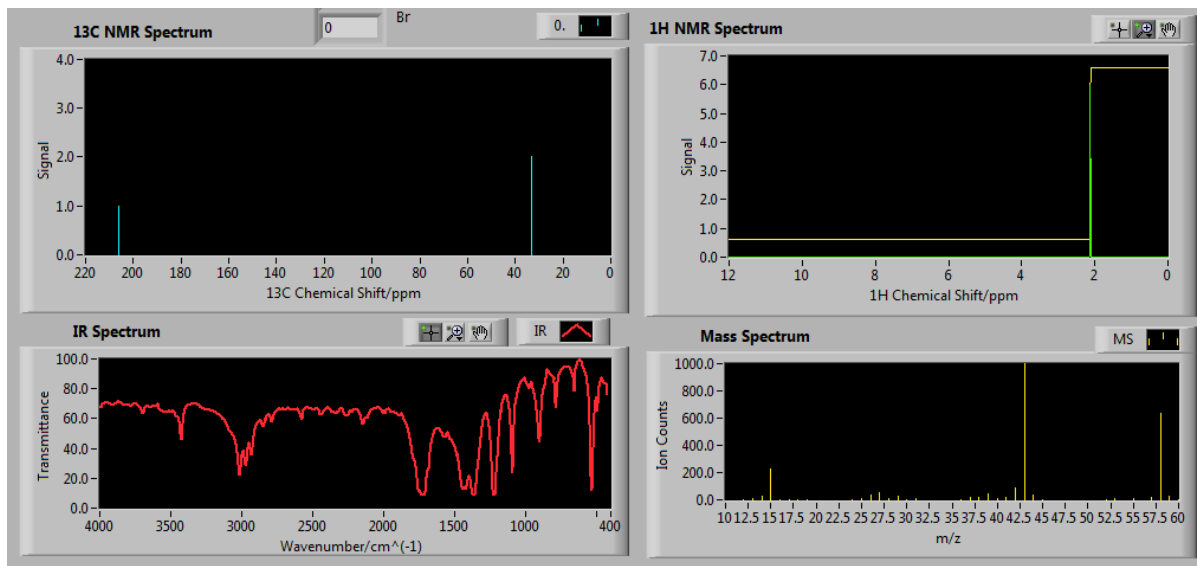 13C NMR Spectrum
0
Br
0.
4.0
3.0
2.0
1.0
0.0
Signal
220 200 180 160 140 120 100 80 60 40 20 0
13C Chemical Shift/ppm
1H NMR Spectrum
7.0
6.0
5.0
4.0
3.0
2.0
1.0
0.0
Signal
12 10 8 6 4 2 0
1H Chemical Shift/ppm
IR Spectrum
IR
100.0
80.0
60.0
40.0
20.0
0.0
Transmittance
4000 3000 2000 1500 1000 400
Wavenumber/cm^(-1)
Mass Spectrum
MS
1000.0
800.0
600.0
400.0
200.0
0.0
Ion Counts
10 12.5 15 17.5 20 22.5 25 27.5 30 32.5 35 37.5 40 42.5 45 47.5 50 52.5 55 57.5 60
m/z